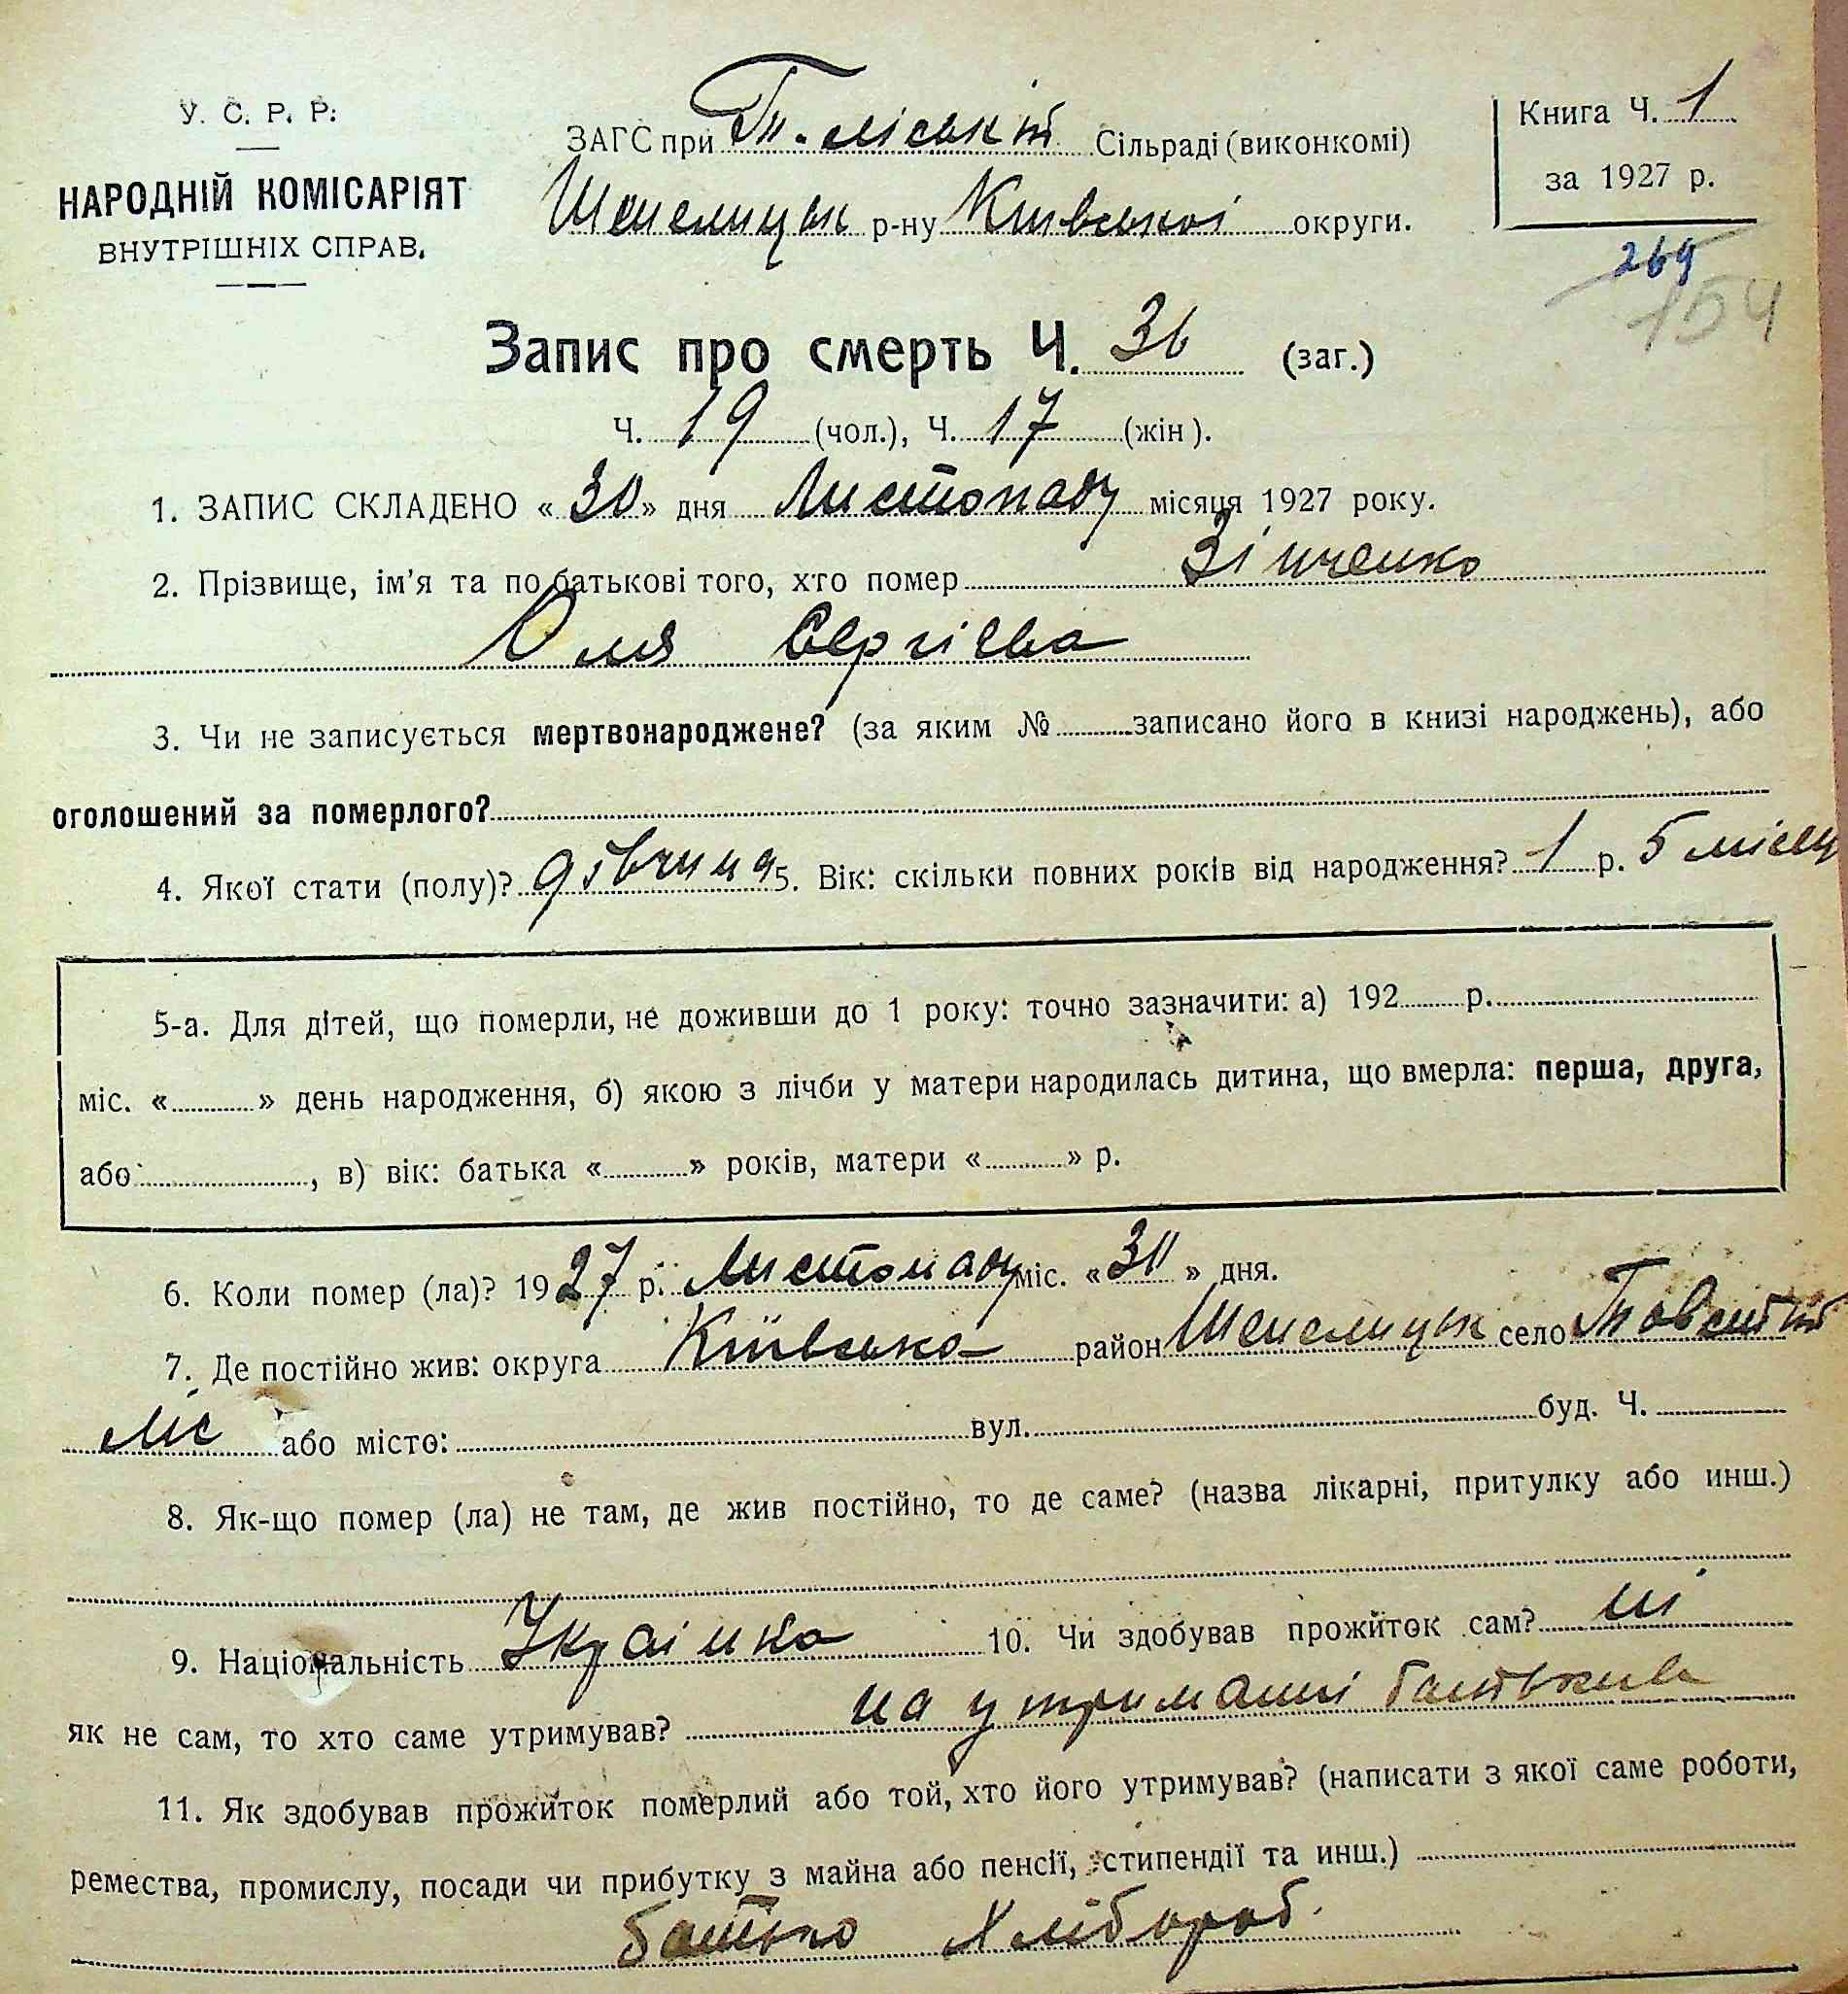 У. С. Р. Р.
НАРОДНІЙ КОМІСАРІЯТ
ВНУТРІШНІХ СПРАВ.
ЗАГС при Т.-ліській Сільраді (виконкомі)
Шепелицьк р-ну Київської округи.
Книга Ч. 1
за 1927 р.
269
154
Запис про смерть Ч. 36 (заг.)
Ч. 19 (чол.), Ч. 17 (жін).
1. ЗАПИС СКЛАДЕНО «30» дня Листопаду місяця 1927 року.
2. Прізвище, ім'я та по батькові того, хто помер Зінченко
Оля Сергієва
3. Чи не записується мертвонароджене? (за яким № записано його в книзі народжень), або
оголошений за померлого?
4. Якої стати (полу)? дівчина 5. Вік: скільки повних років від народження? 1 р. 5 місяц
5-а. Для дітей, що померли, не доживши до 1 року: точно зазначити: а) 192 р.
міс. « » день народження, б) якою з лічби у матери народилась дитина, що вмерла: перша, друга,
або , в) вік: батька « » років, матери « » р.
6. Коли помер (ла)? 1927 р. Листопаду міс. «30» дня.
7. Де постійно жив: округа Київська район Шепелицьк село Товстий
ліс або місто: вул. буд. Ч.
8. Як-що помер (ла) не там, де жив постійно, то де саме? (назва лікарні, притулку або инш.)
9. Національність Українка 10. Чи здобував прожиток сам? ні
як не сам, то хто саме утримував? на утриманні батьків
11. Як здобував прожиток померлий або той, хто його утримував? (написати з якої саме роботи,
ремества, промислу, посади чи прибутку з майна або пенсії, стипендії та инш.)
батько Хлібороб.